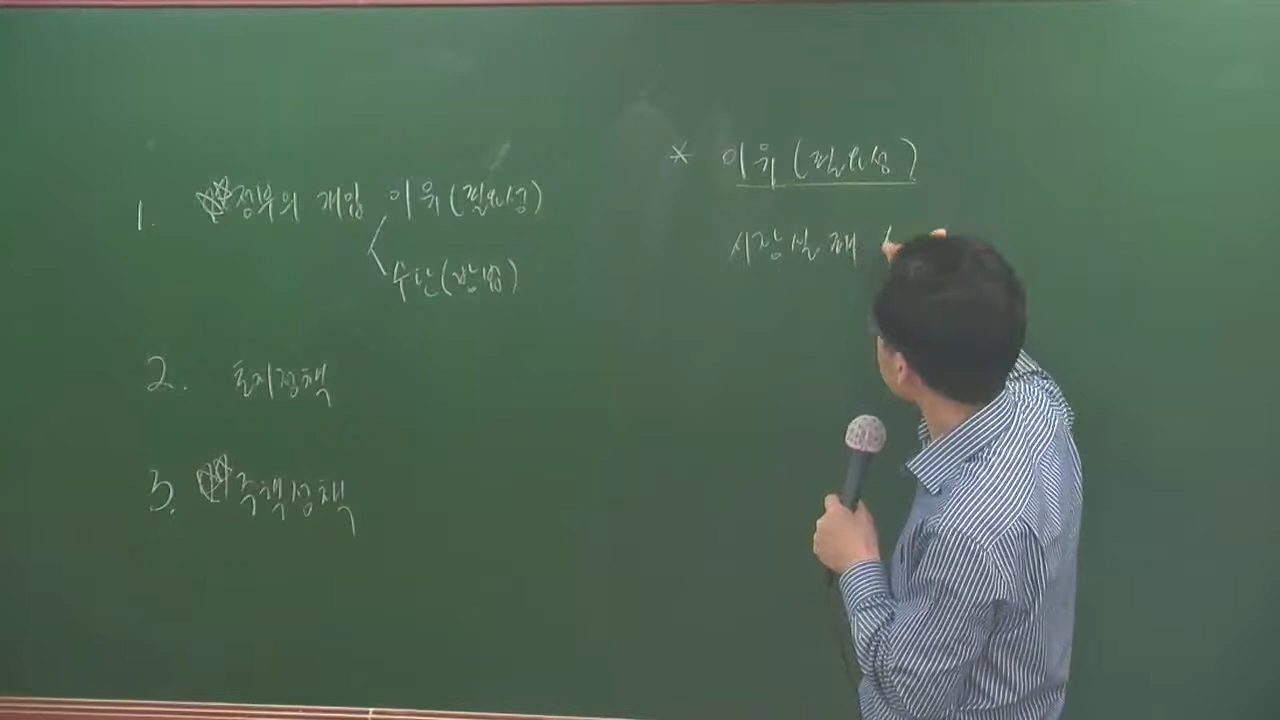 1. ☆☆정부의 개입 이유(필요성)
수단(방법)
2. 토지정책
3. ☆☆주택정책
* 이유(필요성)
시장실패 (